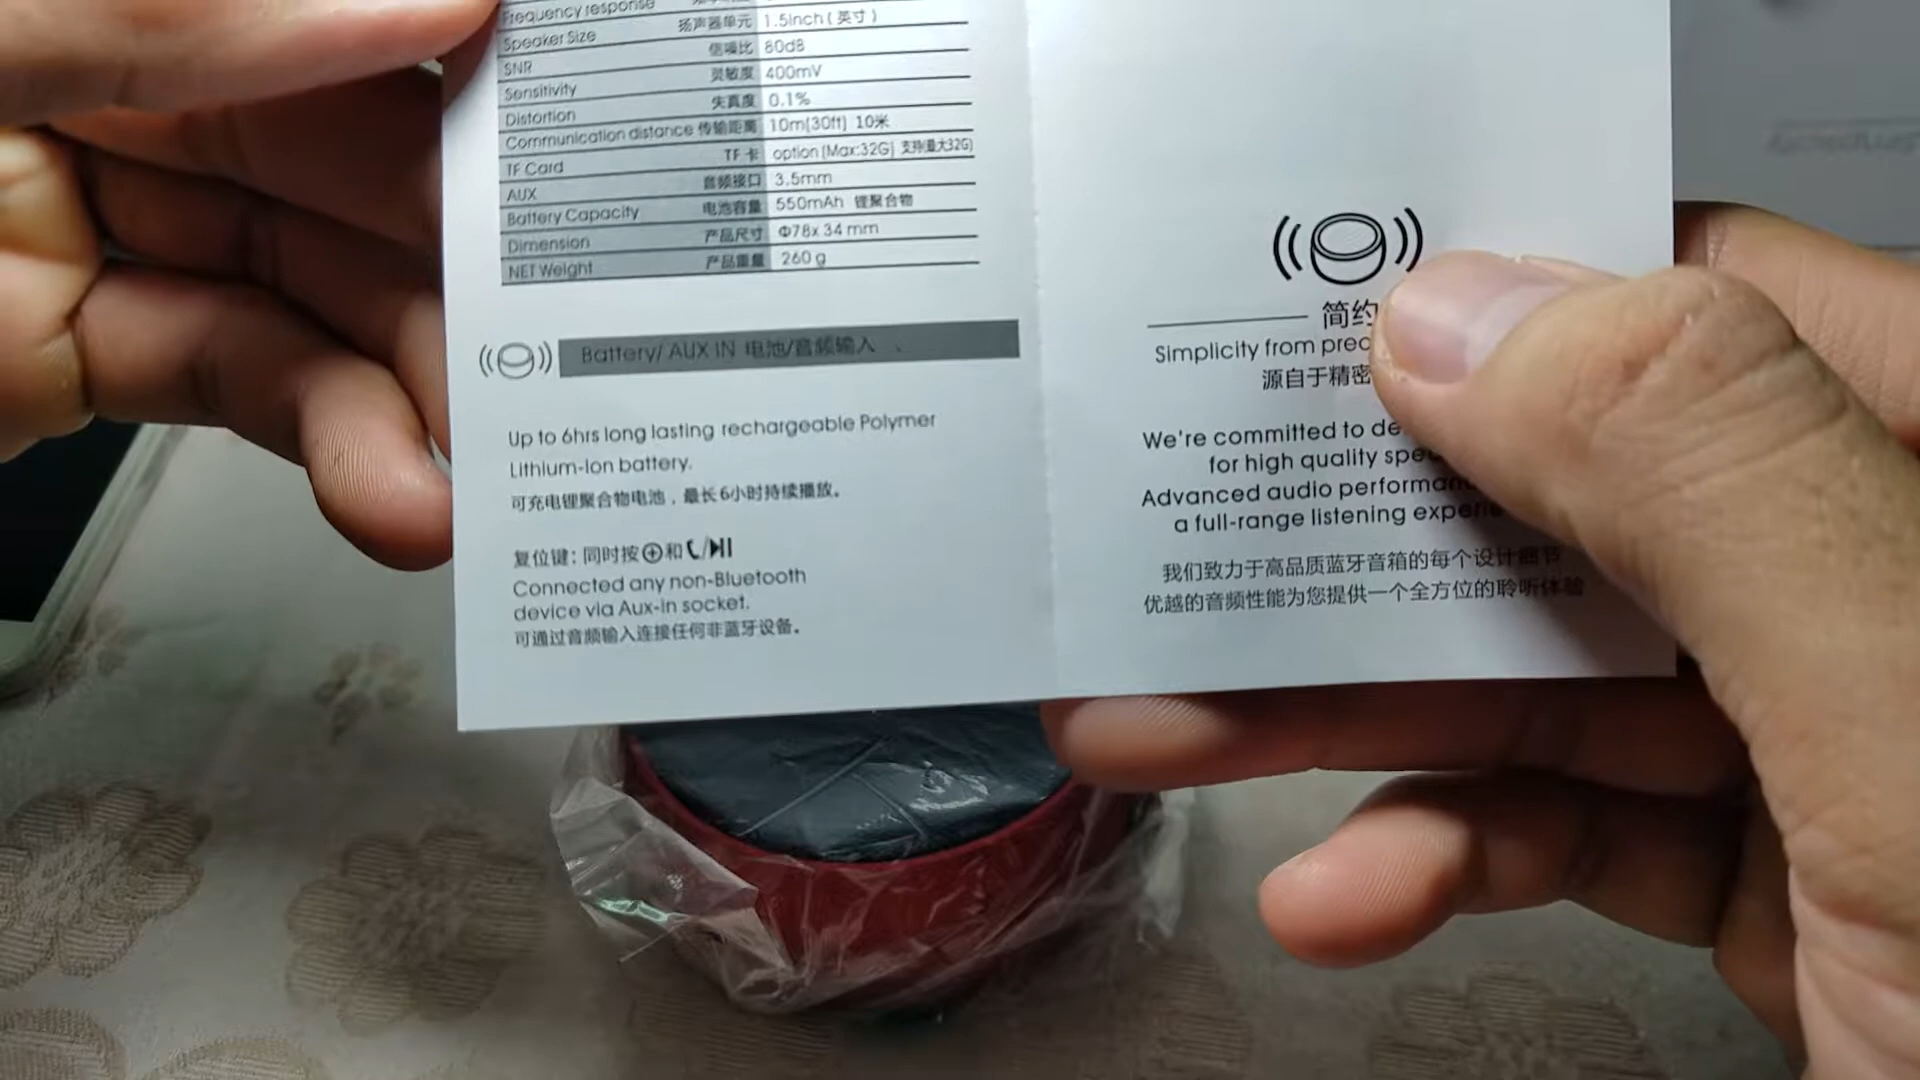 Frequency response
Speaker Size 扬声器单元 1.5inch(英寸)
SNR 信噪比 80dB
Sensitivity 灵敏度 400mV
Distortion 失真度 0.1%
Communication distance 传输距离 10m(30ft) 10米
TF Card TF 卡 option (Max:32G) 支持(最大32G)
AUX 音频接口 3.5mm
Battery Capacity 电池容量 550mAh 锂聚合物
Dimension 产品尺寸 Φ78x 34 mm
NET Weight 产品重量 260 g
Battery/ AUX IN 电池/音频输入
Up to 6hrs long lasting rechargeable Polymer
Lithium-Ion battery.
可充电锂聚合物电池，最长6小时持续播放。
复位键: 同时按⊕和
Connected any non-Bluetooth
device via Aux-in socket.
可通过音频输入连接任何非蓝牙设备。
简约
Simplicity from
源自于精密
We're committed to
for high quality
Advanced audio
a full-range listening
我们致力于高品质蓝牙音箱的每个设计细节
优越的音频性能为您提供一个全方位的聆听体验